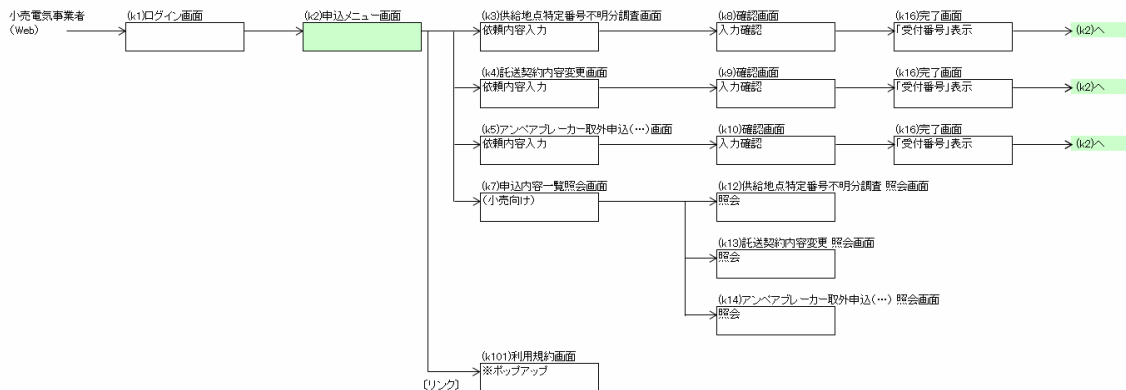 小売電気事業者
(Web)
(k1)ログイン画面
(k2)申込メニュー画面
(k3)供給地点特定番号不明分調査画面
依頼内容入力
(k8)確認画面
入力確認
(k16)完了画面
「受付番号」表示
(k2)へ
(k4)託送契約内容変更画面
依頼内容入力
(k9)確認画面
入力確認
(k16)完了画面
「受付番号」表示
(k2)へ
(k5)アンペアブレーカー取外申込(…)画面
依頼内容入力
(k10)確認画面
入力確認
(k16)完了画面
「受付番号」表示
(k2)へ
(k7)申込内容一覧照会画面
(小売向け)
(k12)供給地点特定番号不明分調査 照会画面
照会
(k13)託送契約内容変更 照会画面
照会
(k14)アンペアブレーカー取外申込(…) 照会画面
照会
(k101)利用規約画面
※ポップアップ
[リンク]